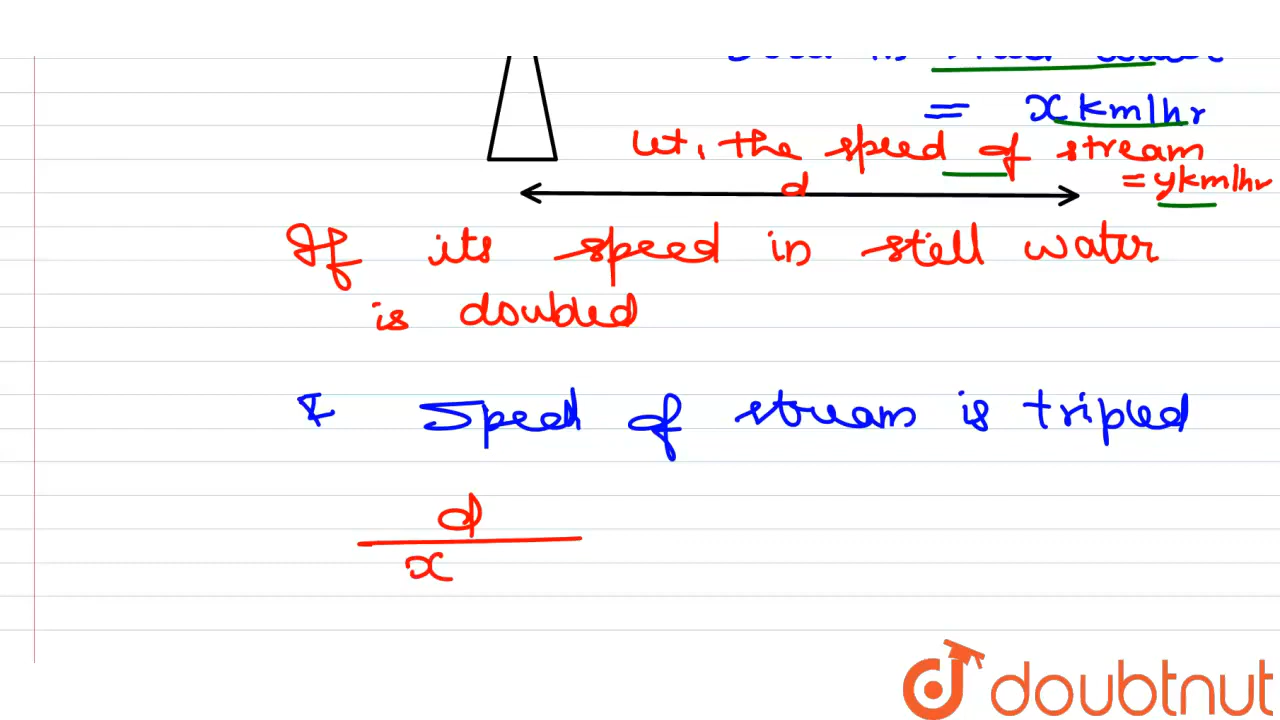 = x km/hr
Let, the speed of stream
= y km/hr
d
If its speed in still water
is doubled
& Speed of stream is tripled
d
x
doubtnut